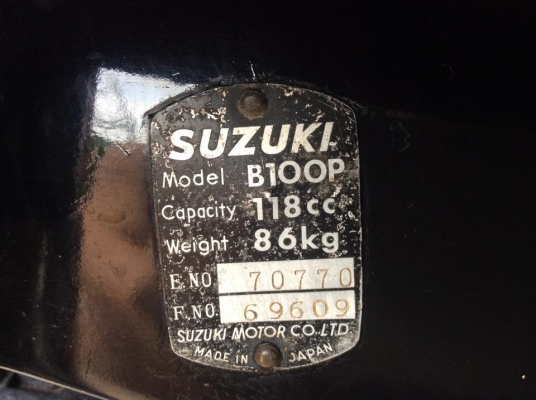 SUZUKI
Model B100P
Capacity 118cc
Weight 86kg
E.NO. 70770
F.NO. 69609
SUZUKI MOTOR CO.LTD
MADE IN JAPAN